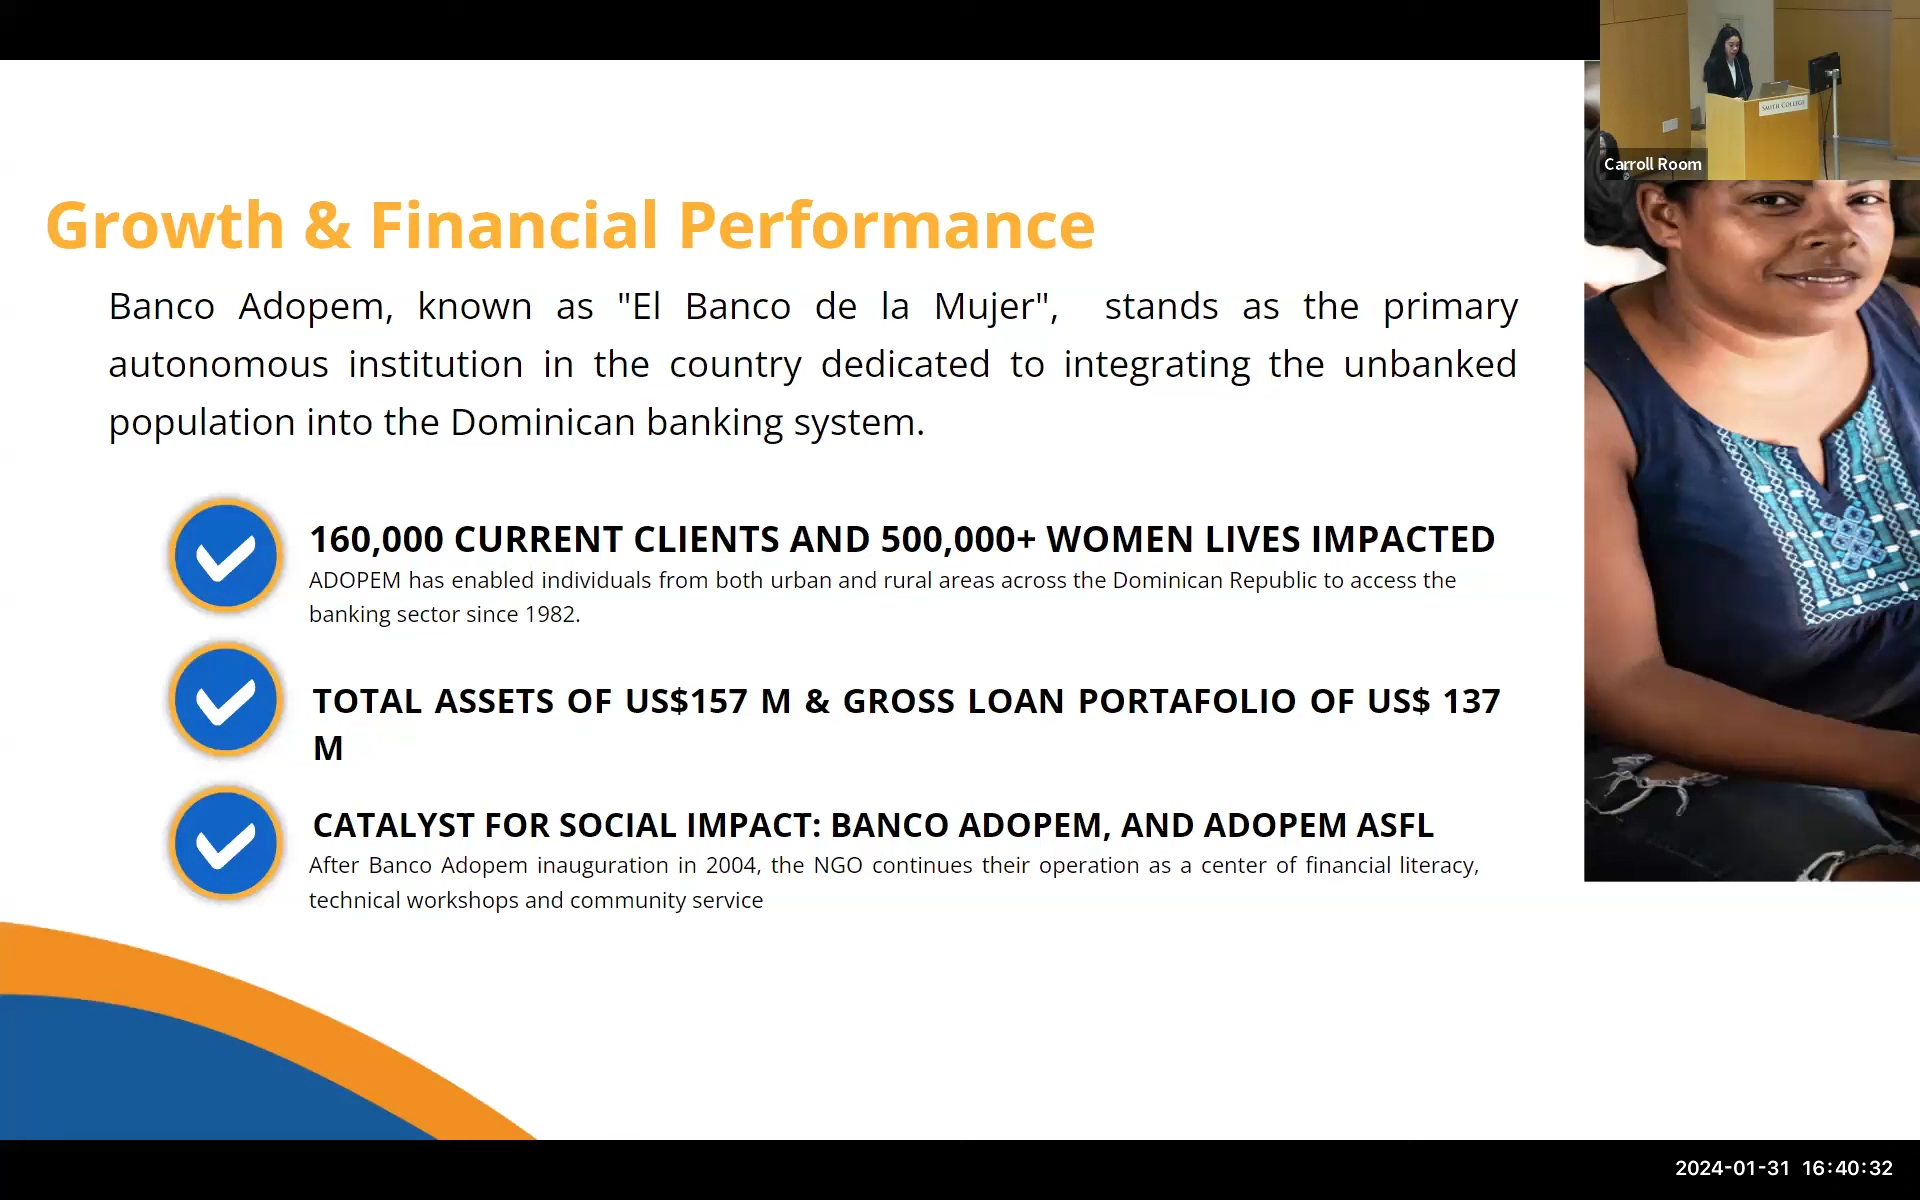 SMITH COLLEGE
Carroll Room
Growth & Financial Performance
Banco Adopem, known as "El Banco de la Mujer", stands as the primary
autonomous institution in the country dedicated to integrating the unbanked
population into the Dominican banking system.
160,000 CURRENT CLIENTS AND 500,000+ WOMEN LIVES IMPACTED
ADOPEM has enabled individuals from both urban and rural areas across the Dominican Republic to access the
banking sector since 1982.
TOTAL ASSETS OF US$157 M & GROSS LOAN PORTAFOLIO OF US$ 137
M
CATALYST FOR SOCIAL IMPACT: BANCO ADOPEM, AND ADOPEM ASFL
After Banco Adopem inauguration in 2004, the NGO continues their operation as a center of financial literacy,
technical workshops and community service
2024-01-31 16:40:32